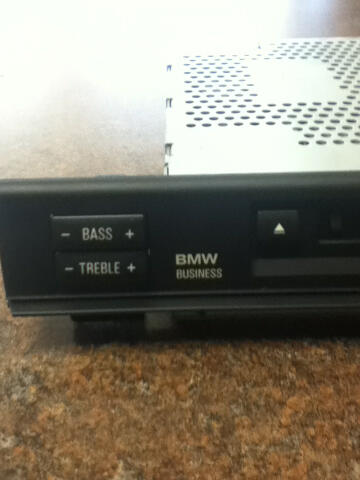 - BASS +
- TREBLE +
BMW
BUSINESS